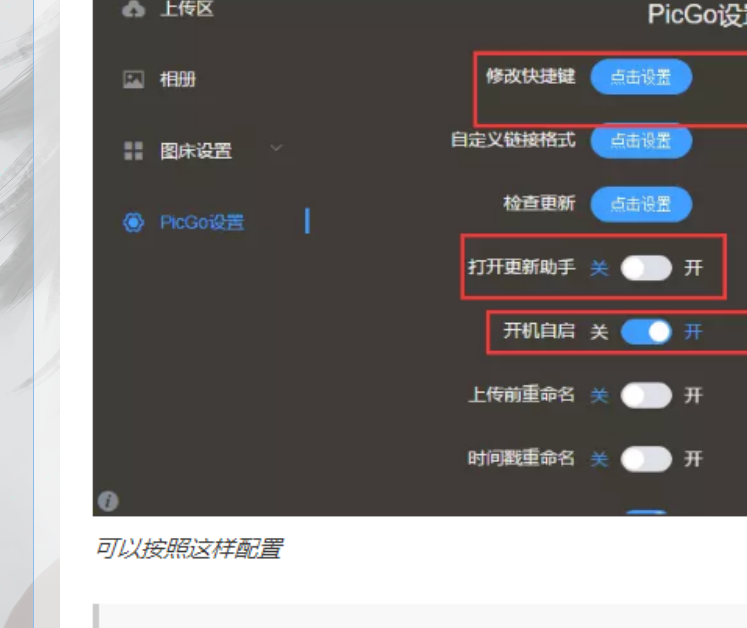 上传区
PicGo设
相册
修改快捷键 点击设置
自定义链接格式 点击设置
图床设置
检查更新 点击设置
PicGo设置
打开更新助手 关 开
开机自启 关 开
上传前重命名 关 开
时间戳重命名 关 开
可以按照这样配置